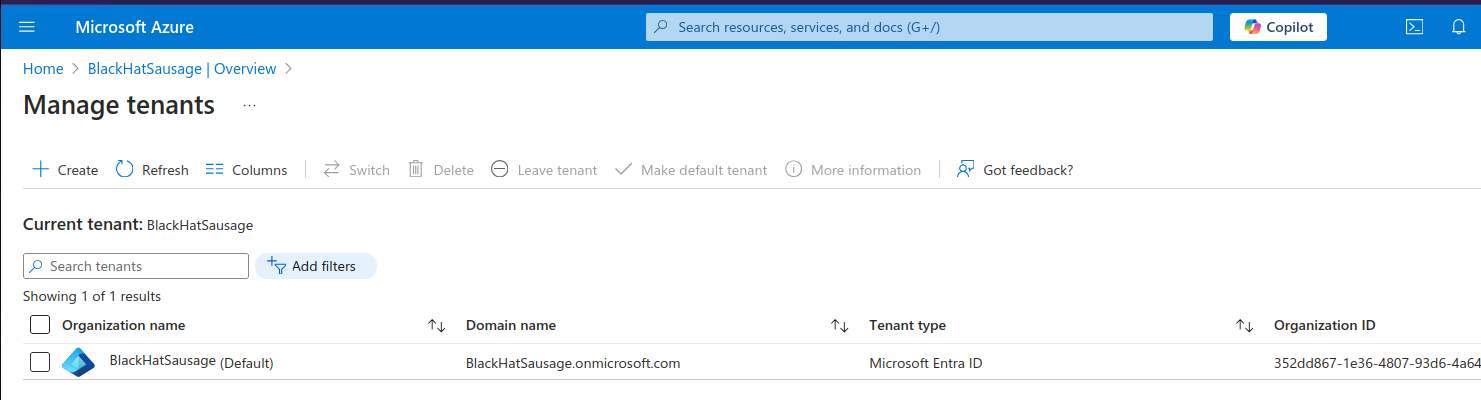 Microsoft Azure
Search resources, services, and docs (G+/)
Copilot
Home > BlackHatSausage | Overview >
Manage tenants ...
Create Refresh Columns Switch Delete Leave tenant Make default tenant More information Got feedback?
Current tenant: BlackHatSausage
Search tenants Add filters
Showing 1 of 1 results
Organization name Domain name Tenant type Organization ID
BlackHatSausage (Default) BlackHatSausage.onmicrosoft.com Microsoft Entra ID 352dd867-1e36-4807-93d6-4a64